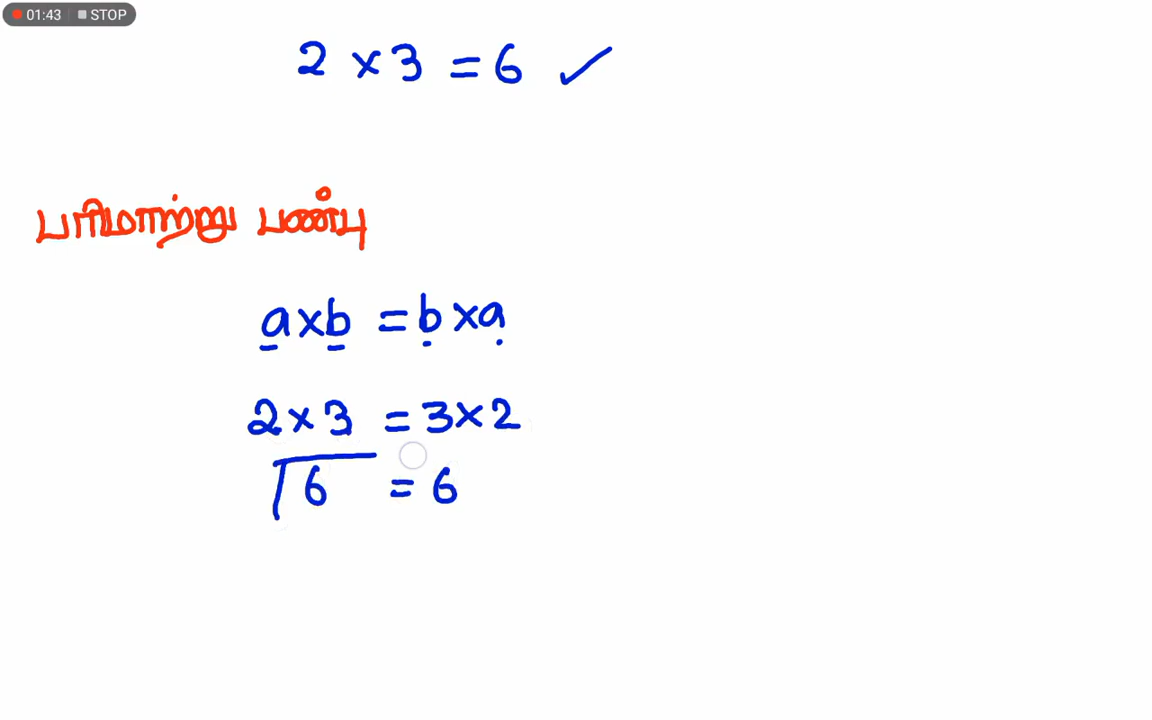 01:43 STOP
2 × 3 = 6 ✓
பரிமாற்று பண்பு
a × b = b × a
2 × 3 = 3 × 2
6 = 6